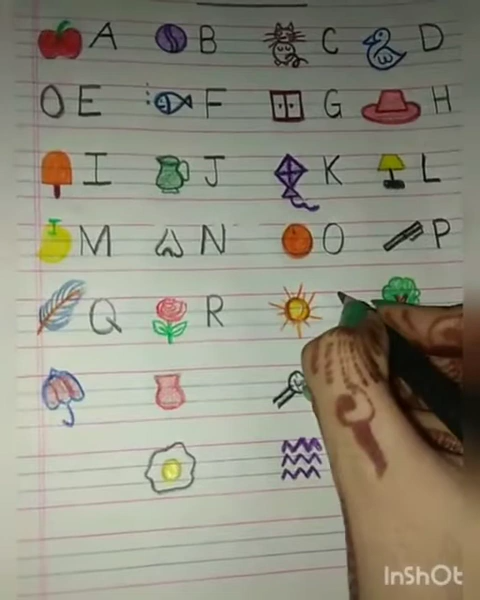 A B C D
E F G H
I J K L
M N O P
Q R
InShOt